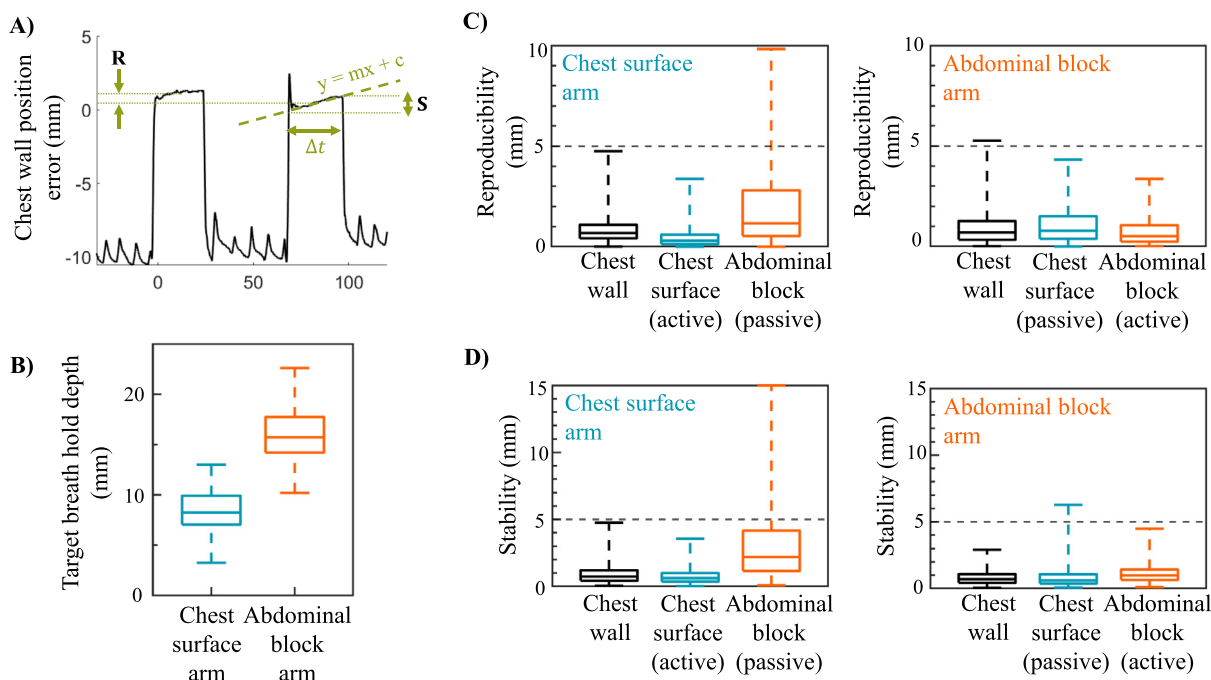 A)
Chest wall position
error (mm)
5
0
-5
-10
R
y = mx + c
S
Δt
0
50
100
B)
Target breath hold depth
(mm)
20
10
0
Chest
surface
arm
Abdominal
block
arm
C)
Reproducibility
(mm)
10
5
0
Chest surface
arm
Chest
wall
Chest
surface
(active)
Abdominal
block
(passive)
Reproducibility
(mm)
10
5
0
Abdominal block
arm
Chest
wall
Chest
surface
(passive)
Abdominal
block
(active)
D)
Stability (mm)
15
10
5
0
Chest surface
arm
Chest
wall
Chest
surface
(active)
Abdominal
block
(passive)
Stability (mm)
15
10
5
0
Abdominal block
arm
Chest
wall
Chest
surface
(passive)
Abdominal
block
(active)